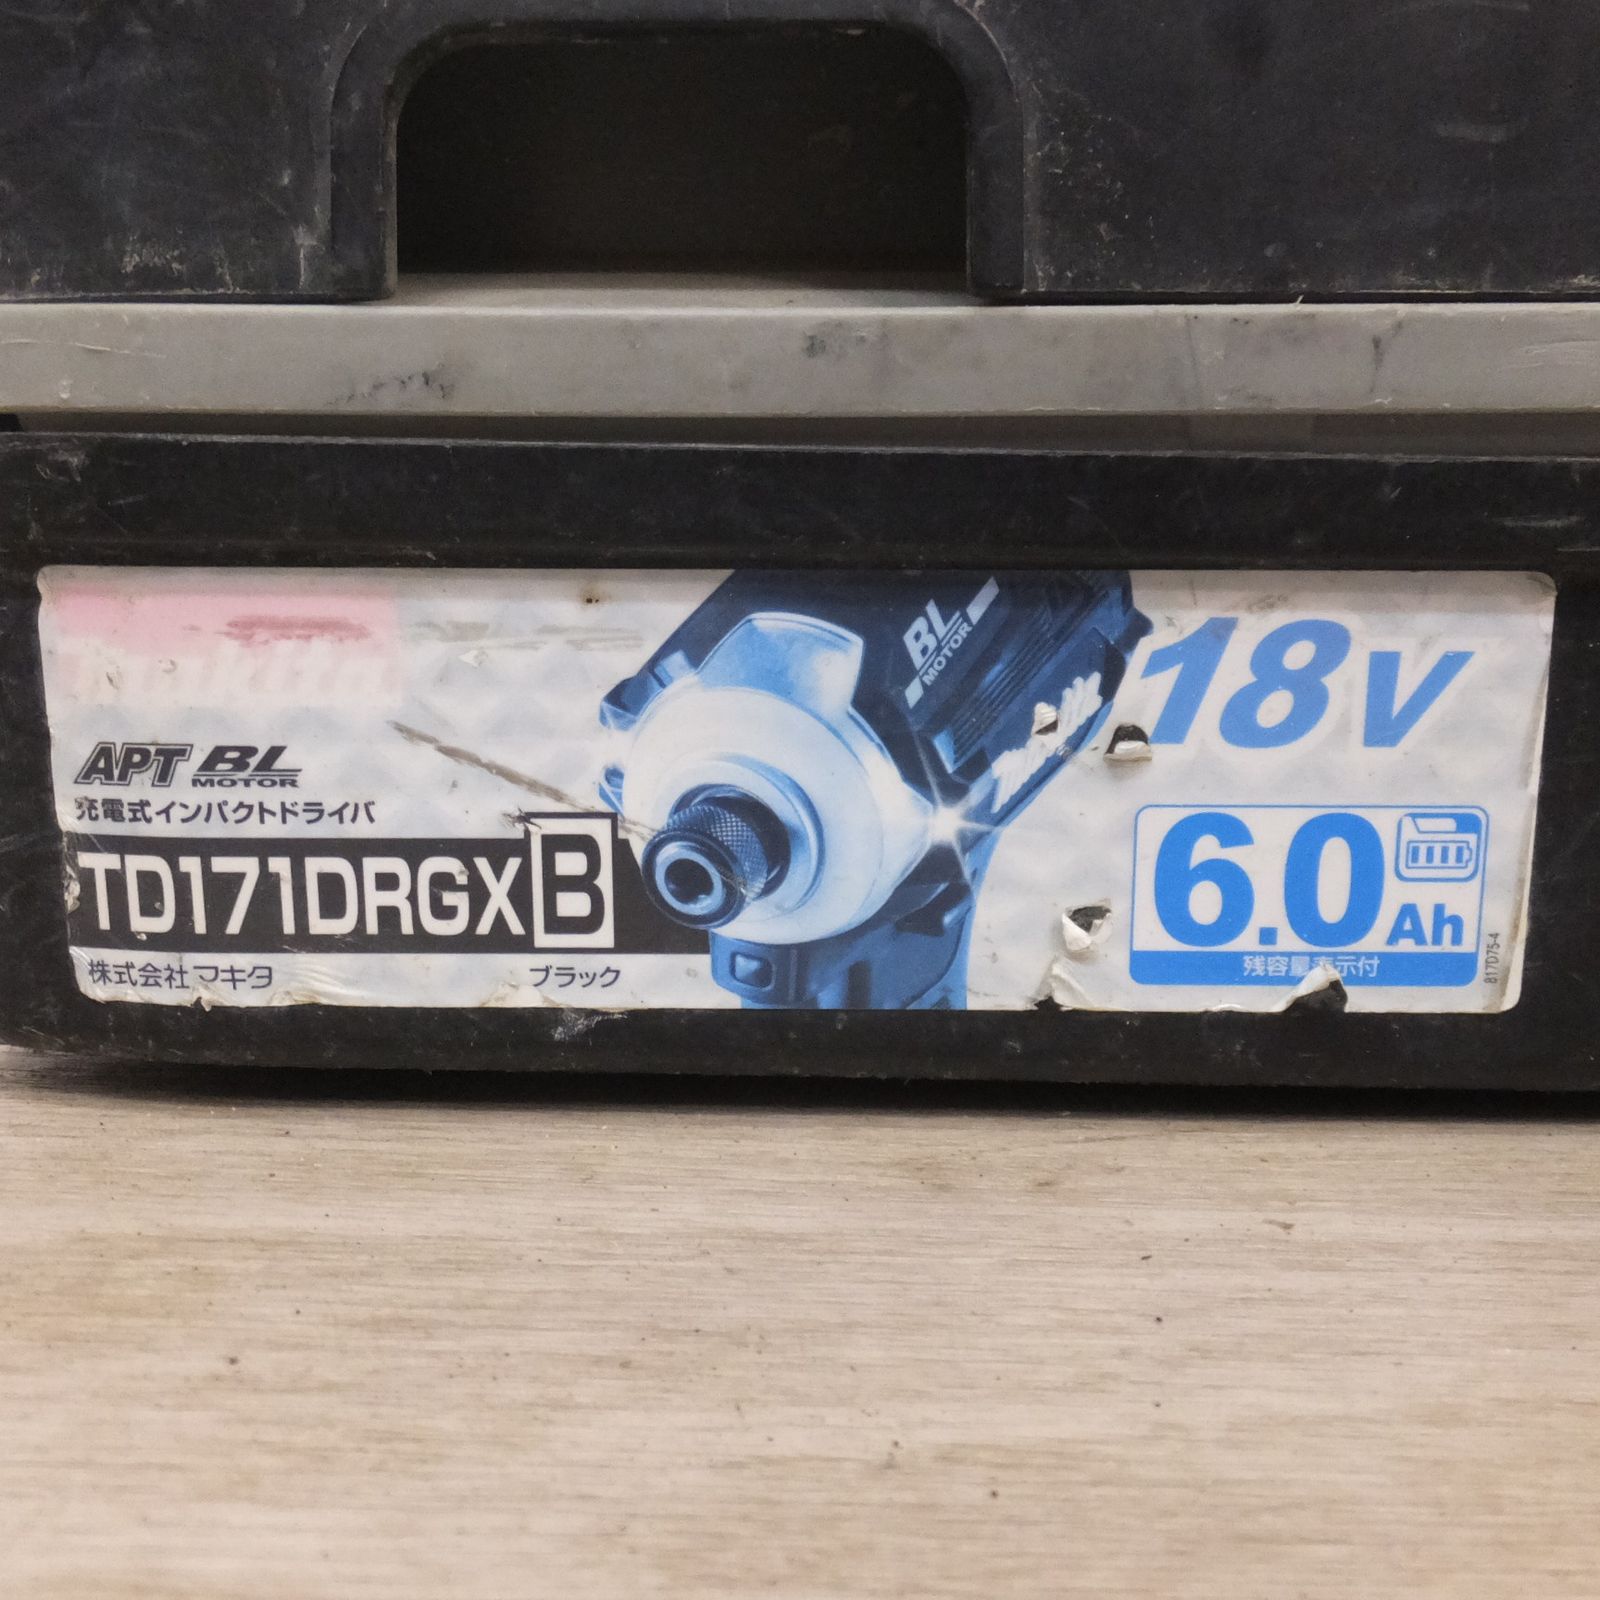 makita
APT BL MOTOR
充電式インパクトドライバ
TD171DRGX B
株式会社 マキタ ブラック
BL MOTOR
makita
18V
6.0Ah
残容量表示付
817D75-4